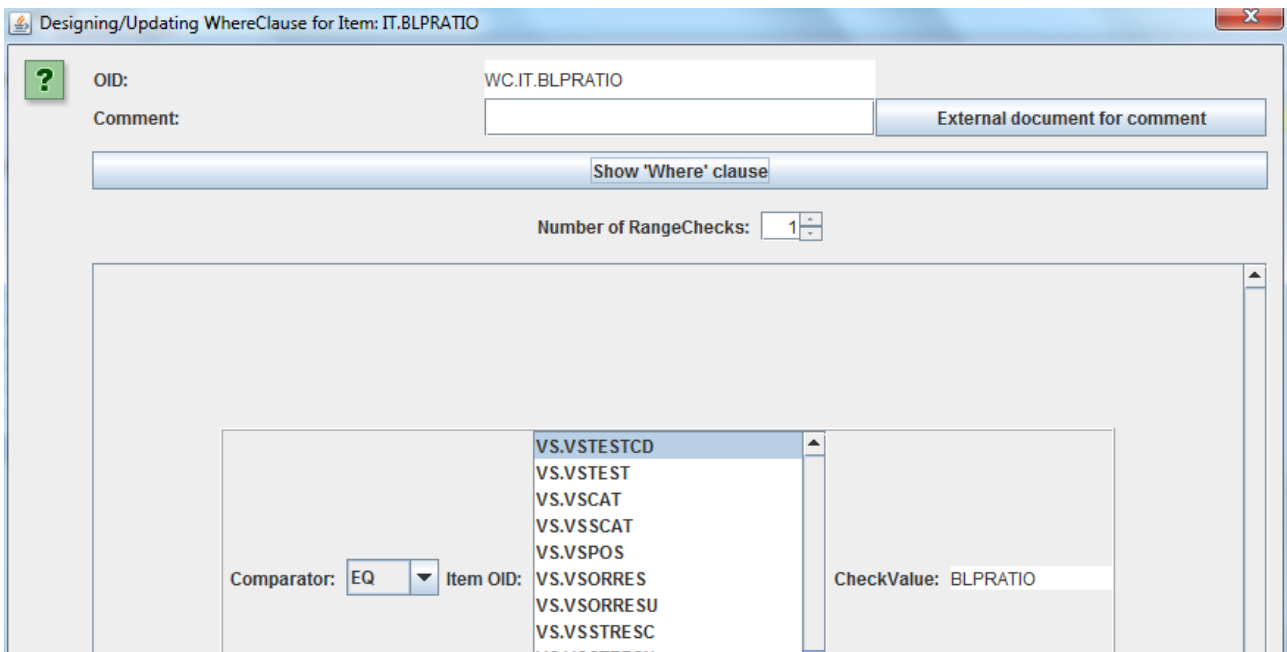 Designing/Updating WhereClause for Item: IT.BLPRATIO
x
?
OID: WC.IT.BLPRATIO
Comment: External document for comment
Show 'Where' clause
Number of RangeChecks: 1
VS.VSTESTCD
VS.VSTEST
VS.VSCAT
VS.VSSCAT
VS.VSPOS
Comparator: EQ Item OID: VS.VSORRES CheckValue: BLPRATIO
VS.VSORRESU
VS.VSSTRESC